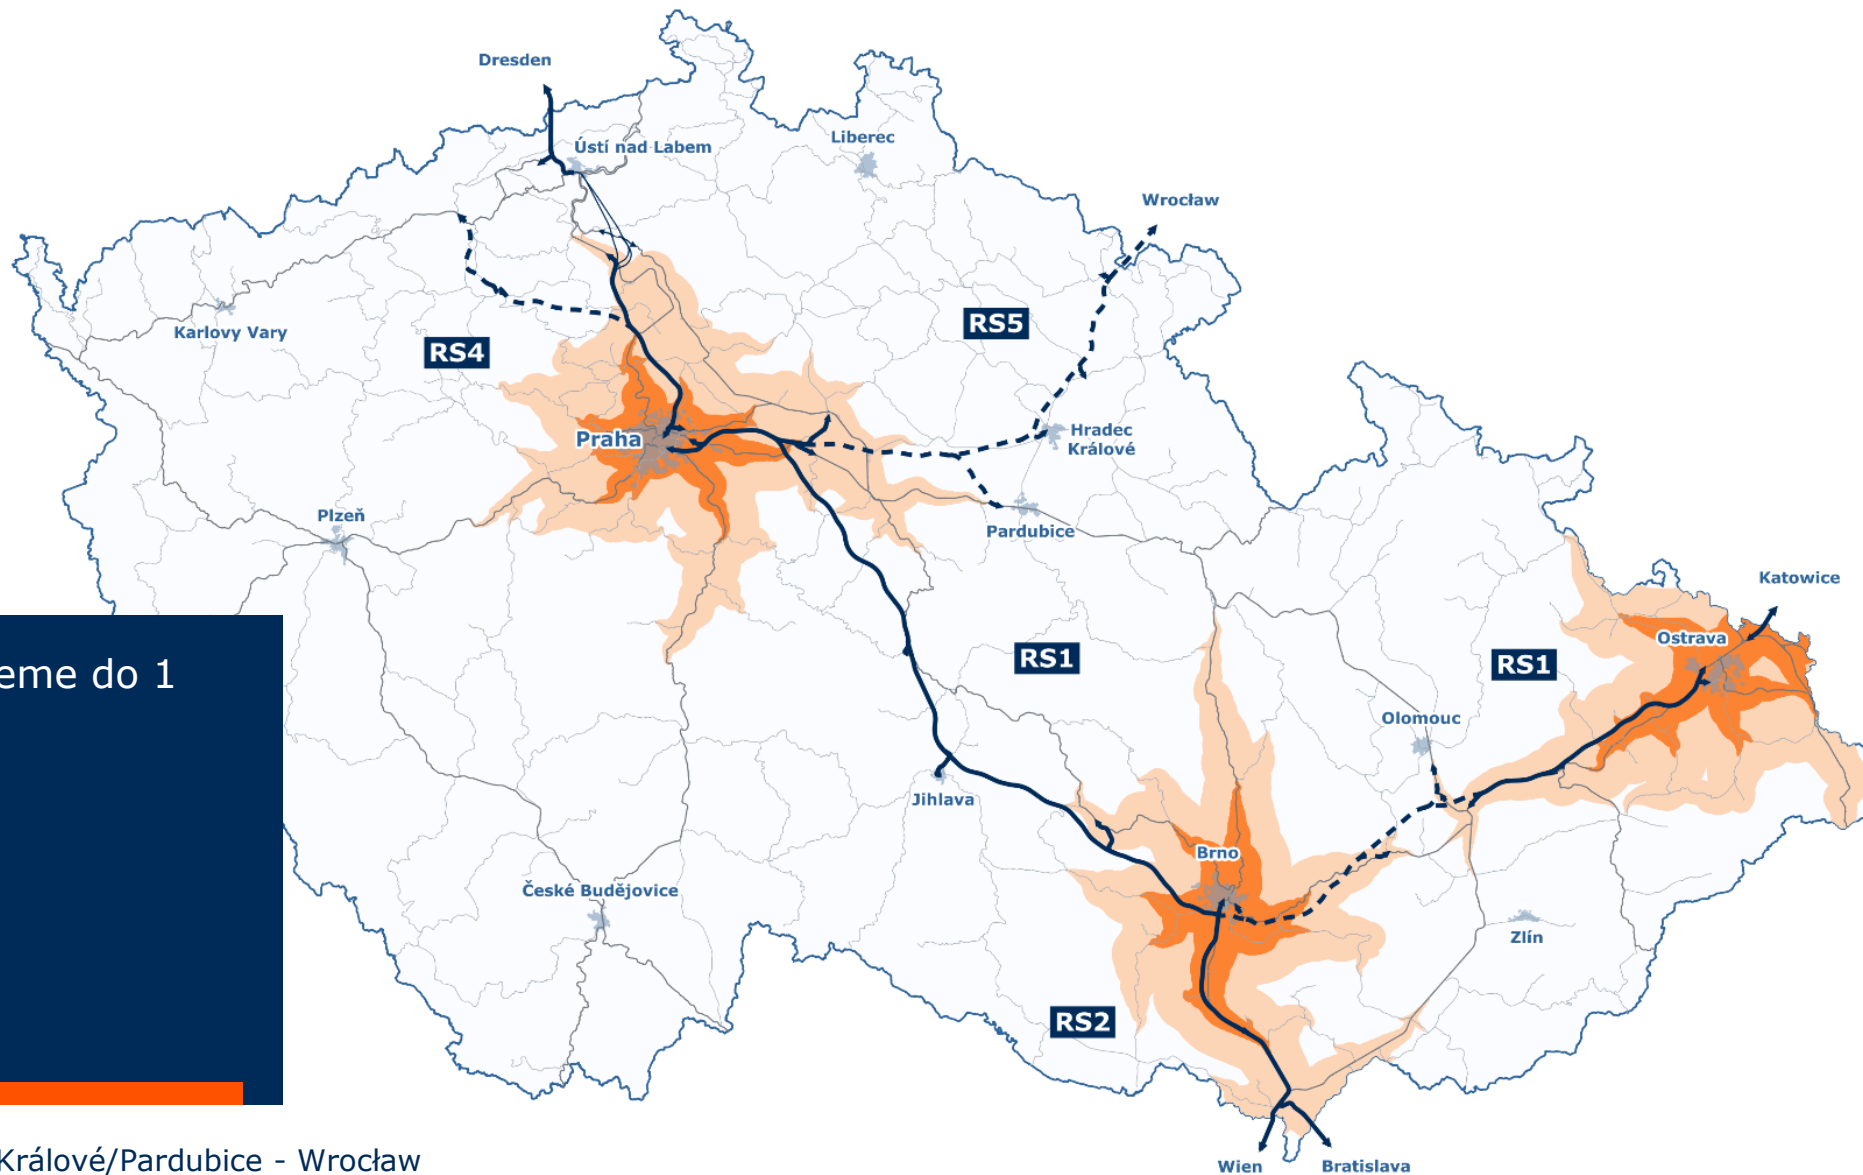 Dresden
Ústí nad Labem
Liberec
Wrocław
Karlovy Vary
RS4
RS5
Praha
Hradec
Králové
Plzeň
Pardubice
Katowice
Ostrava
RS1
RS1
eme do 1
Olomouc
Jihlava
Brno
České Budějovice
Zlín
RS2
Králové/Pardubice - Wrocław
Wien
Bratislava